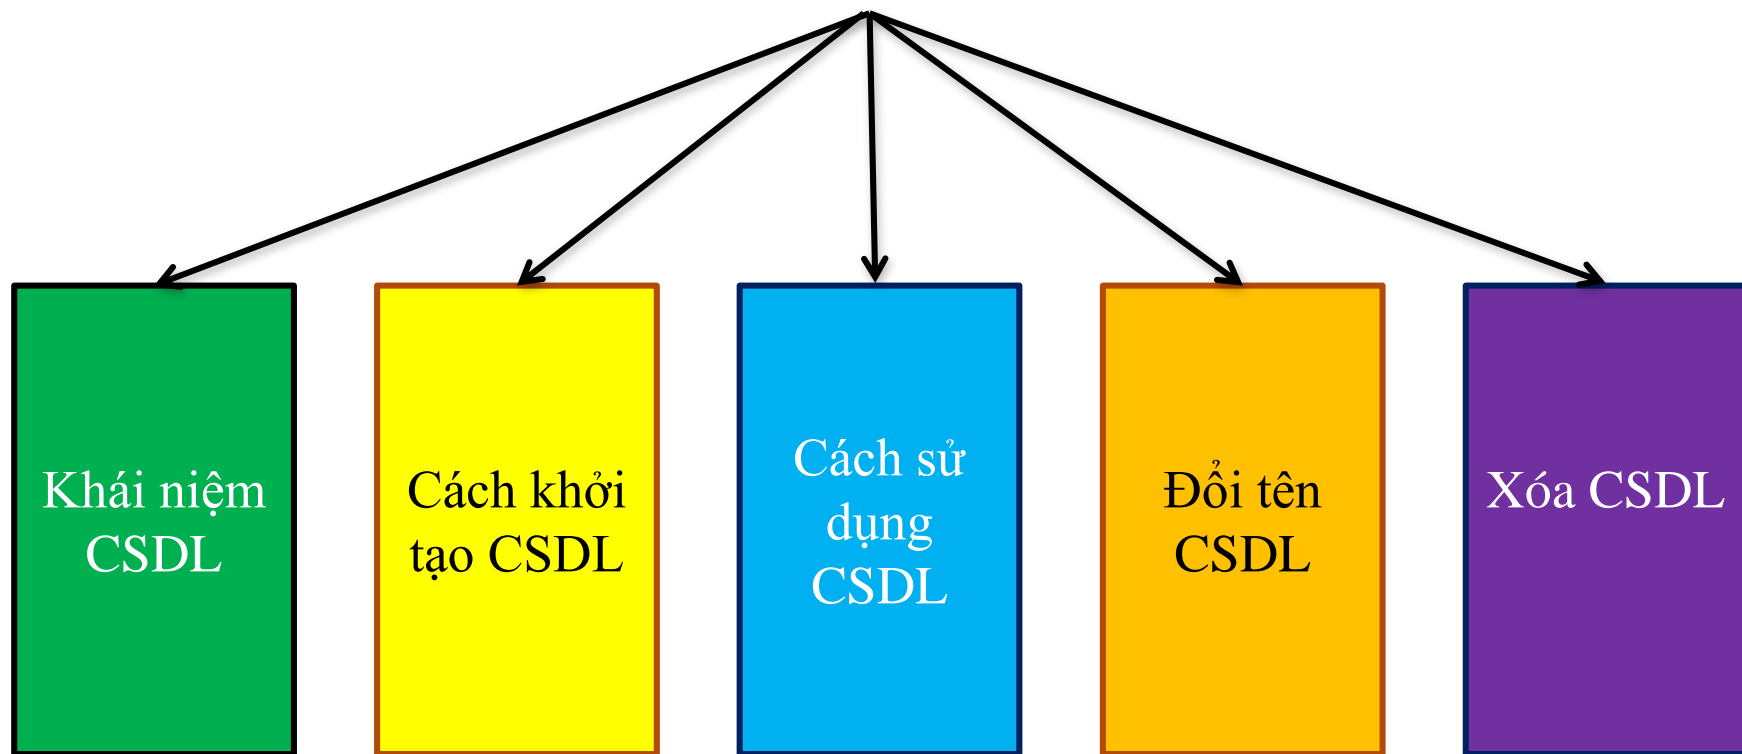 Khái niệm
CSDL
Cách khởi
tạo CSDL
Cách sử
dụng
CSDL
Đổi tên
CSDL
Xóa CSDL